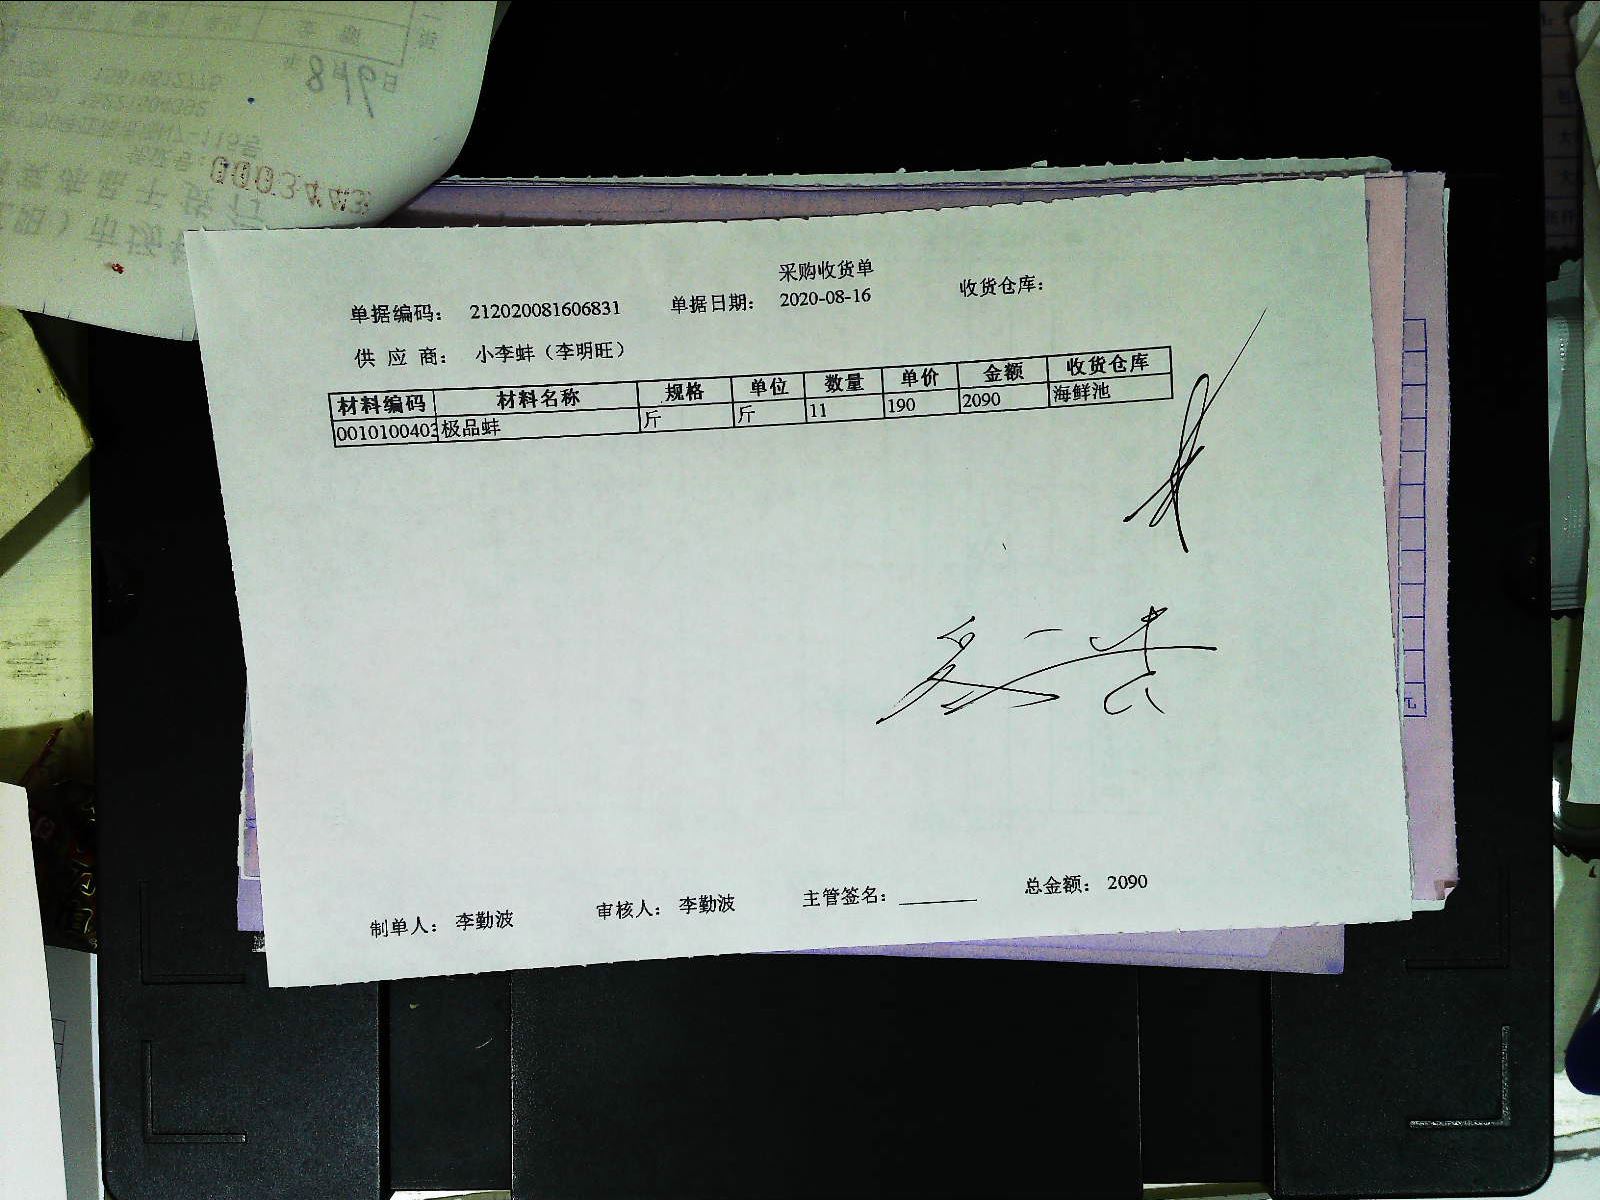 采购收货单
单据编码： 212020081606831 单据日期： 2020-08-16 收货仓库：
供 应 商： 小李蚌（李明旺）
材料编码 材料名称 规格 单位 数量 单价 金额 收货仓库
0010100403 极品蚌 斤 斤 11 190 2090 海鲜池
制单人： 李勤波 审核人： 李勤波 主管签名：________ 总金额： 2090
0003443